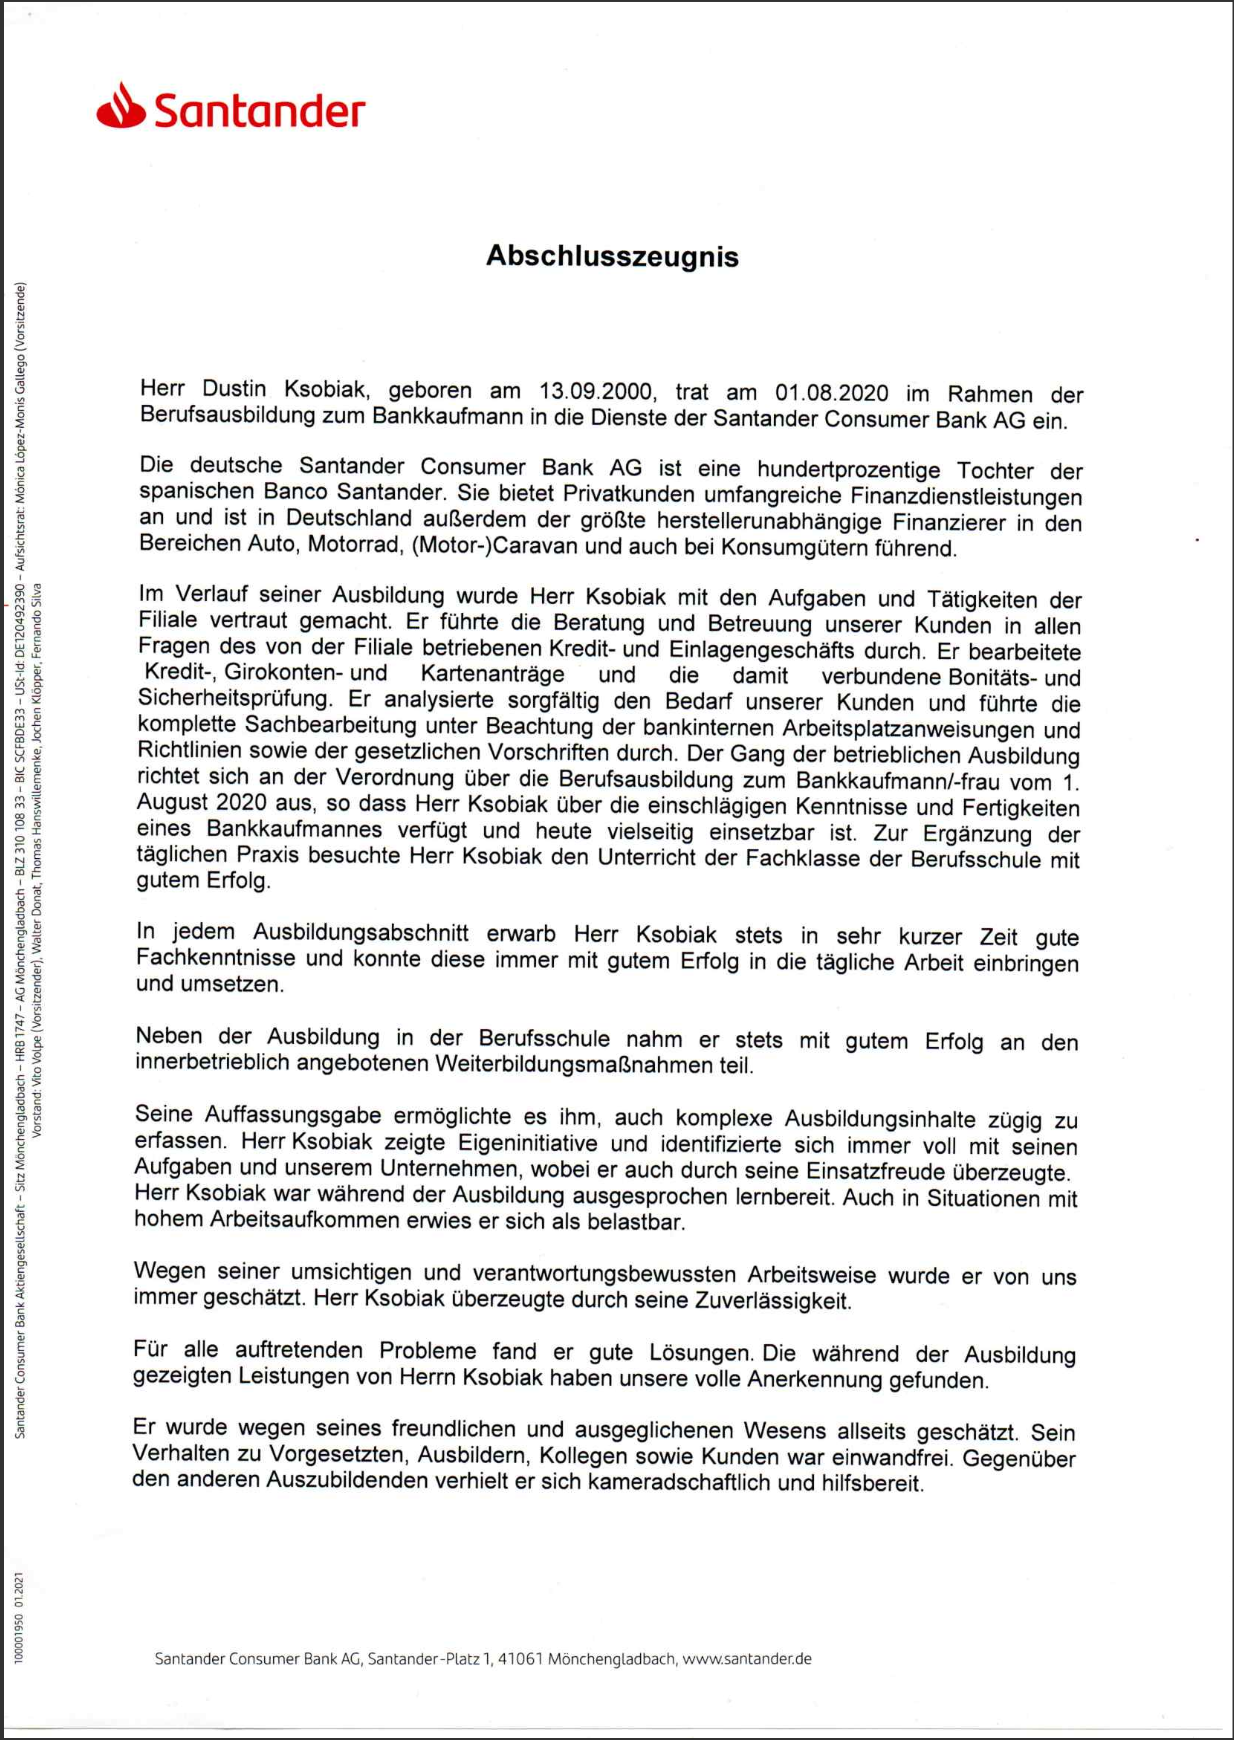 Santander
Abschlusszeugnis
Herr Dustin Ksobiak, geboren am 13.09.2000, trat am 01.08.2020 im Rahmen der
Berufsausbildung zum Bankkaufmann in die Dienste der Santander Consumer Bank AG ein.
Die deutsche Santander Consumer Bank AG ist eine hundertprozentige Tochter der
spanischen Banco Santander. Sie bietet Privatkunden umfangreiche Finanzdienstleistungen
an und ist in Deutschland außerdem der größte herstellerunabhängige Finanzierer in den
Bereichen Auto, Motorrad, (Motor-)Caravan und auch bei Konsumgütern führend.
Im Verlauf seiner Ausbildung wurde Herr Ksobiak mit den Aufgaben und Tätigkeiten der
Filiale vertraut gemacht. Er führte die Beratung und Betreuung unserer Kunden in allen
Fragen des von der Filiale betriebenen Kredit- und Einlagengeschäfts durch. Er bearbeitete
Kredit-, Girokonten- und Kartenanträge und die damit verbundene Bonitäts- und
Sicherheitsprüfung. Er analysierte sorgfältig den Bedarf unserer Kunden und führte die
komplette Sachbearbeitung unter Beachtung der bankinternen Arbeitsplatzanweisungen und
Richtlinien sowie der gesetzlichen Vorschriften durch. Der Gang der betrieblichen Ausbildung
richtet sich an der Verordnung über die Berufsausbildung zum Bankkaufmann/-frau vom 1.
August 2020 aus, so dass Herr Ksobiak über die einschlägigen Kenntnisse und Fertigkeiten
eines Bankkaufmannes verfügt und heute vielseitig einsetzbar ist. Zur Ergänzung der
täglichen Praxis besuchte Herr Ksobiak den Unterricht der Fachklasse der Berufsschule mit
gutem Erfolg.
In jedem Ausbildungsabschnitt erwarb Herr Ksobiak stets in sehr kurzer Zeit gute
Fachkenntnisse und konnte diese immer mit gutem Erfolg in die tägliche Arbeit einbringen
und umsetzen.
Neben der Ausbildung in der Berufsschule nahm er stets mit gutem Erfolg an den
innerbetrieblich angebotenen Weiterbildungsmaßnahmen teil.
Seine Auffassungsgabe ermöglichte es ihm, auch komplexe Ausbildungsinhalte zügig zu
erfassen. Herr Ksobiak zeigte Eigeninitiative und identifizierte sich immer voll mit seinen
Aufgaben und unserem Unternehmen, wobei er auch durch seine Einsatzfreude überzeugte.
Herr Ksobiak war während der Ausbildung ausgesprochen lernbereit. Auch in Situationen mit
hohem Arbeitsaufkommen erwies er sich als belastbar.
Wegen seiner umsichtigen und verantwortungsbewussten Arbeitsweise wurde er von uns
immer geschätzt. Herr Ksobiak überzeugte durch seine Zuverlässigkeit.
Für alle auftretenden Probleme fand er gute Lösungen. Die während der Ausbildung
gezeigten Leistungen von Herrn Ksobiak haben unsere volle Anerkennung gefunden.
Er wurde wegen seines freundlichen und ausgeglichenen Wesens allseits geschätzt. Sein
Verhalten zu Vorgesetzten, Ausbildern, Kollegen sowie Kunden war einwandfrei. Gegenüber
den anderen Auszubildenden verhielt er sich kameradschaftlich und hilfsbereit.
Santander Consumer Bank AG, Santander-Platz 1, 41061 Mönchengladbach, www.santander.de
Santander Consumer Bank Aktiengesellschaft – Sitz Mönchengladbach – HRB 1747 – AG Mönchengladbach – BLZ 310 108 33 – BIC SCFBDE33 – USt-Id: DE120492390 – Aufsichtsrat: Mónica López-Monis Gallego (Vorsitzende)
Vorstand: Vito Volpe (Vorsitzender), Walter Donat, Thomas Hanswillemenke, Jochen Klöpper, Fernando Silva
100001950 01.2021